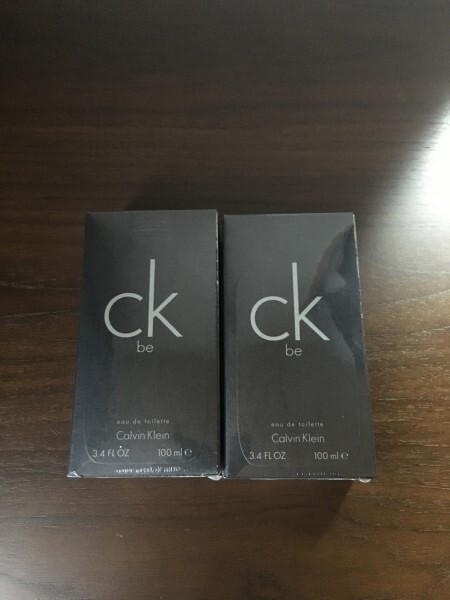 ck
be
eau de toilette
Calvin Klein
3.4 FL OZ 100 ml e
ck
be
eau de toilette
Calvin Klein
3.4 FL OZ 100 ml e